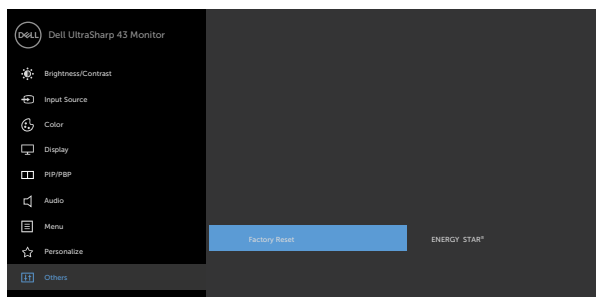 DELL
Dell UltraSharp 43 Monitor
Brightness/Contrast
Input Source
Color
Display
PIP/PBP
Audio
Menu
Personalize
Others
Factory Reset
ENERGY STAR®